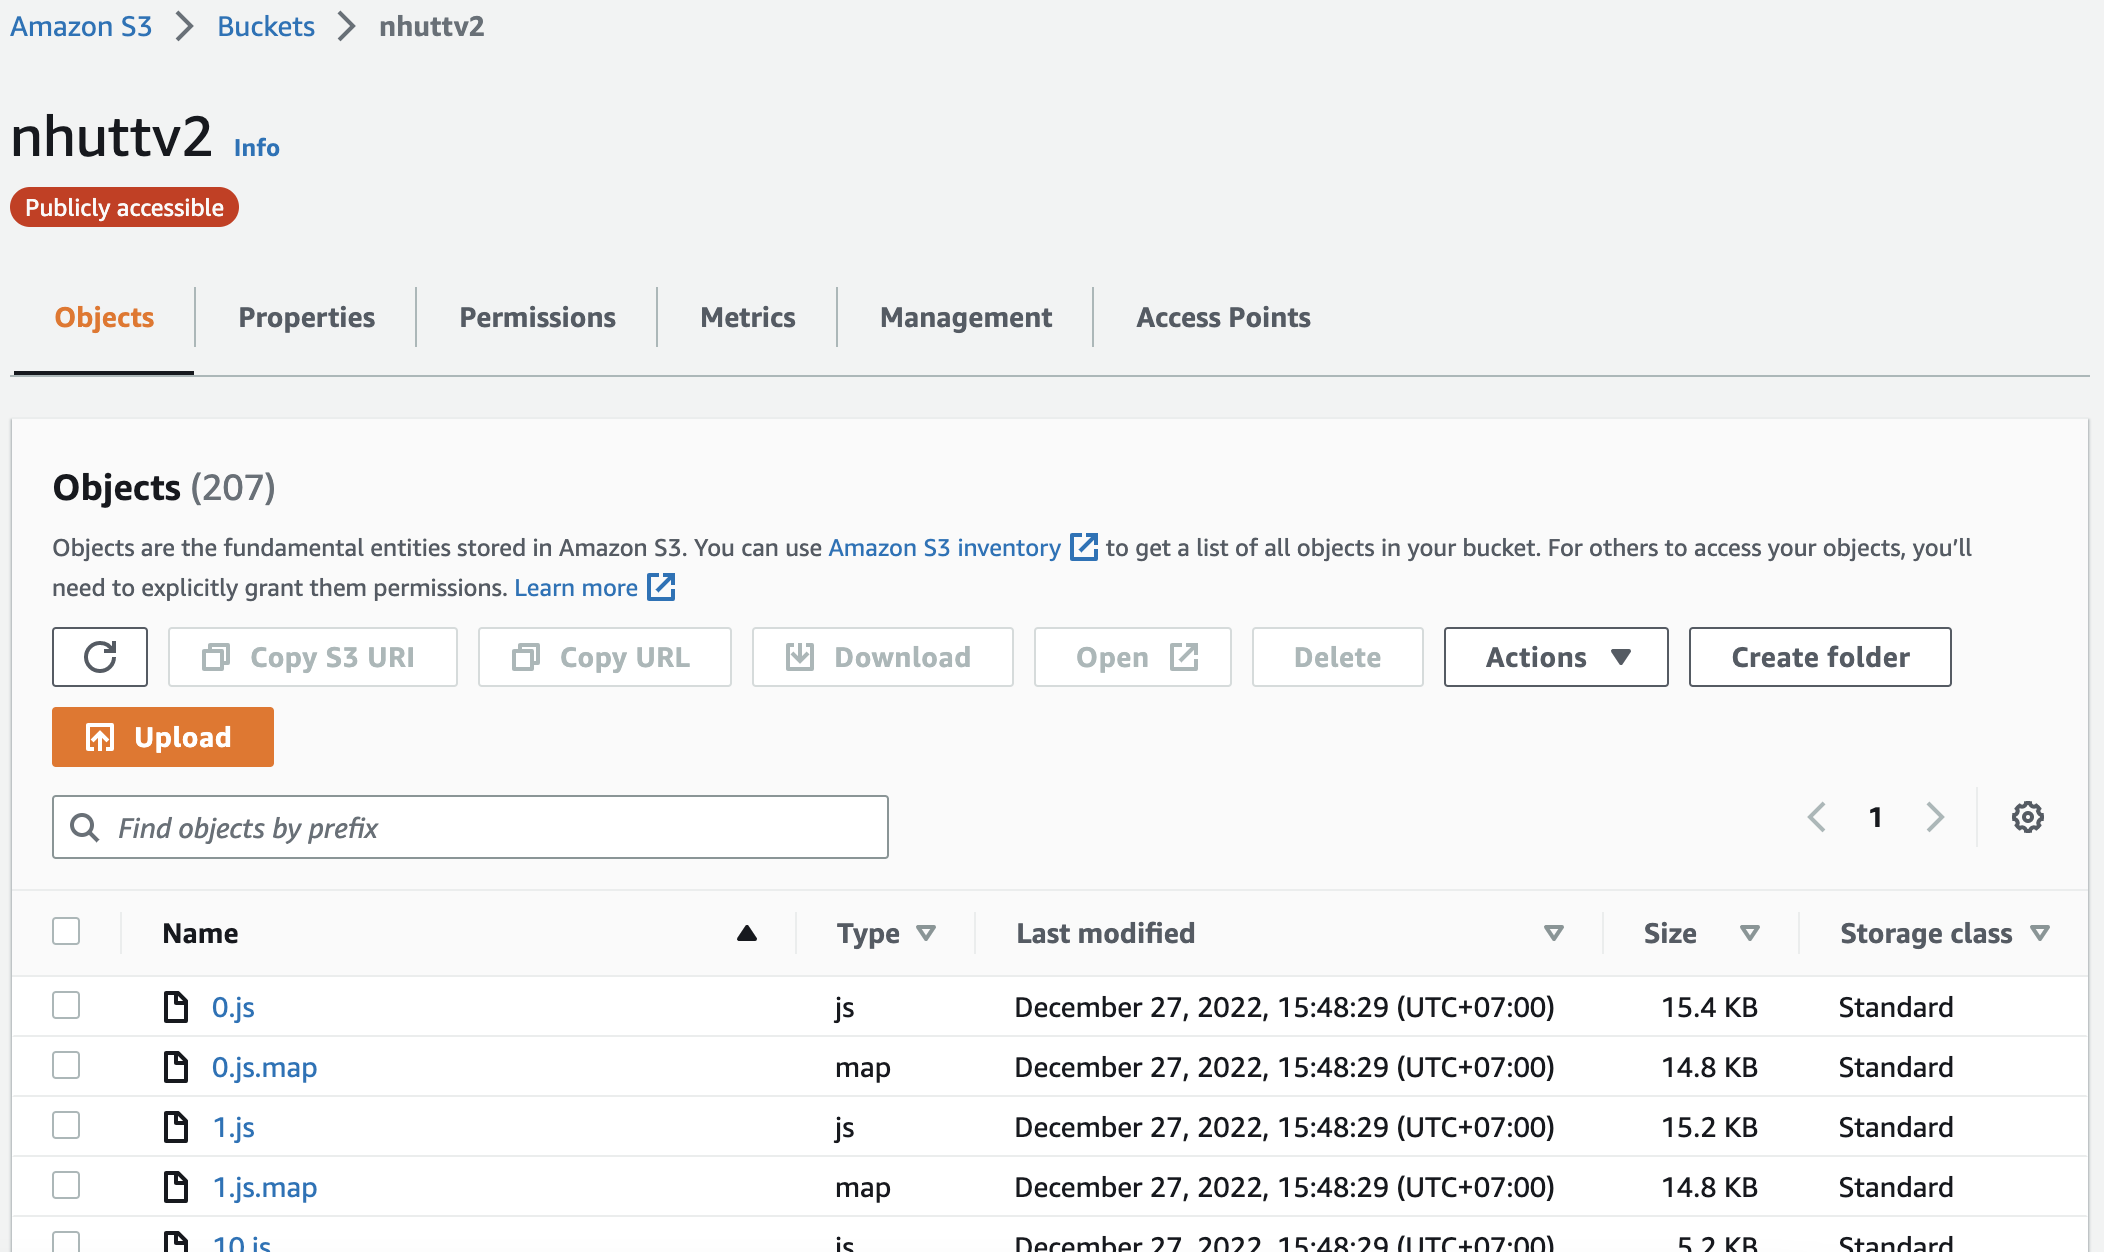 Amazon S3 > Buckets > nhuttv2
nhuttv2 Info
Publicly accessible
Objects Properties Permissions Metrics Management Access Points
Objects (207)
Objects are the fundamental entities stored in Amazon S3. You can use Amazon S3 inventory to get a list of all objects in your bucket. For others to access your objects, you'll
need to explicitly grant them permissions. Learn more
Copy S3 URI Copy URL Download Open Delete Actions Create folder
Upload
Find objects by prefix 1
Name Type Last modified Size Storage class
0.js js December 27, 2022, 15:48:29 (UTC+07:00) 15.4 KB Standard
0.js.map map December 27, 2022, 15:48:29 (UTC+07:00) 14.8 KB Standard
1.js js December 27, 2022, 15:48:29 (UTC+07:00) 15.2 KB Standard
1.js.map map December 27, 2022, 15:48:29 (UTC+07:00) 14.8 KB Standard
10.js js December 27, 2022, 15:48:29 (UTC+07:00) 5.2 KB Standard